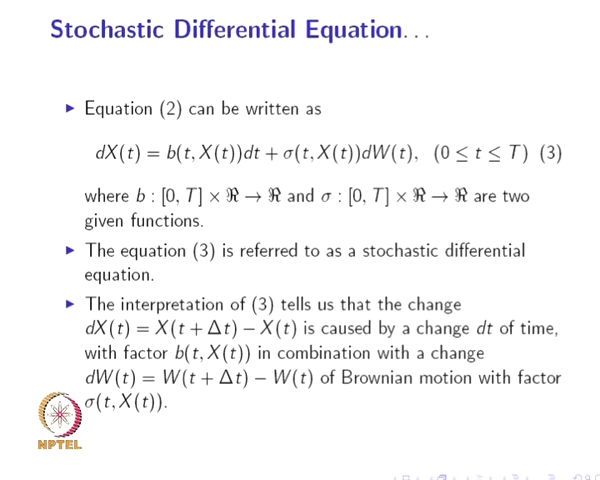 Stochastic Differential Equation...
▶ Equation (2) can be written as
dX(t) = b(t, X(t))dt + σ(t, X(t))dW(t), (0 ≤ t ≤ T) (3)
where b : [0, T] × ℜ → ℜ and σ : [0, T] × ℜ → ℜ are two
given functions.
▶ The equation (3) is referred to as a stochastic differential
equation.
▶ The interpretation of (3) tells us that the change
dX(t) = X(t + Δt) − X(t) is caused by a change dt of time,
with factor b(t, X(t)) in combination with a change
dW(t) = W(t + Δt) − W(t) of Brownian motion with factor
σ(t, X(t)).
NPTEL